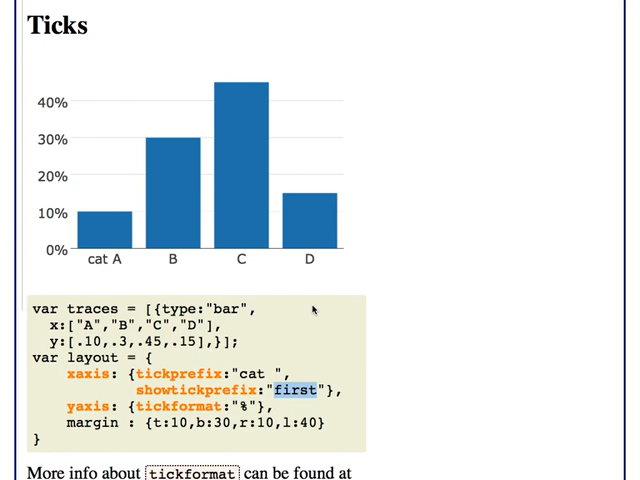 Ticks
40%
30%
20%
10%
0%
cat A B C D
var traces = [{type:"bar",
x:["A","B","C","D"],
y:[.10,.3,.45,.15],}];
var layout = {
xaxis: {tickprefix:"cat ",
showtickprefix:"first"},
yaxis: {tickformat:"%"},
margin : {t:10,b:30,r:10,l:40}
}
More info about tickformat can be found at